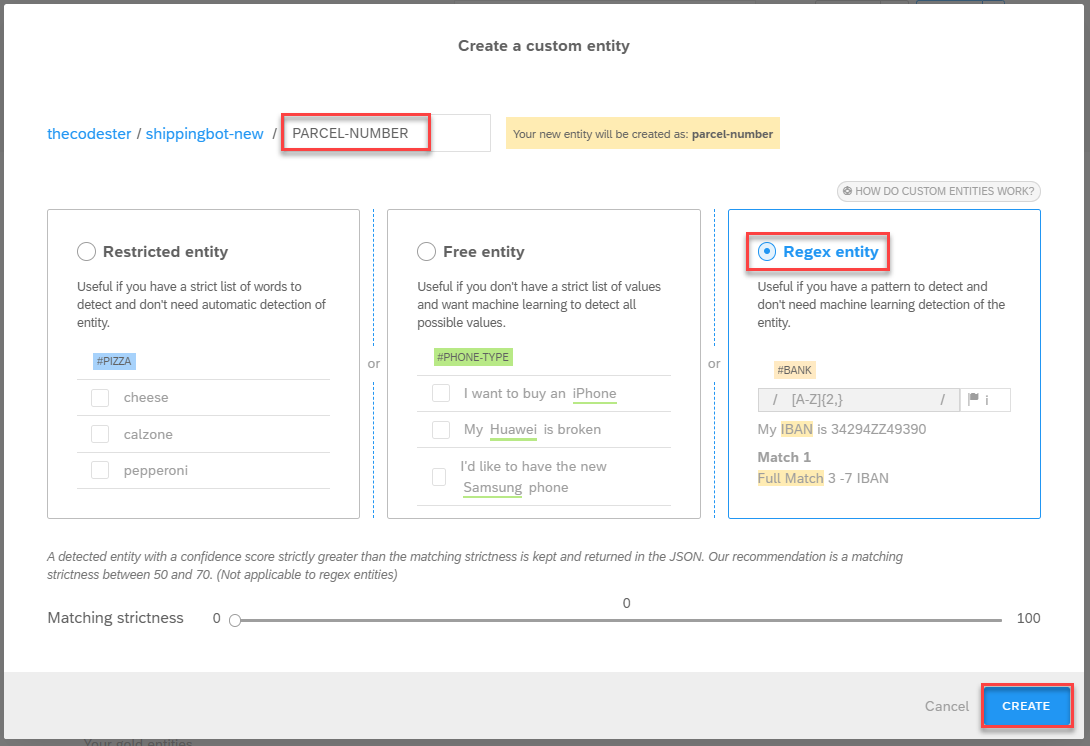 Create a custom entity
thecodester / shippingbot-new / PARCEL-NUMBER
Your new entity will be created as: parcel-number
HOW DO CUSTOM ENTITIES WORK?
Restricted entity
Useful if you have a strict list of words to
detect and don't need automatic detection of
entity.
#PIZZA
cheese
calzone
pepperoni
or
Free entity
Useful if you don't have a strict list of values
and want machine learning to detect all
possible values.
#PHONE-TYPE
I want to buy an iPhone
My Huawei is broken
I'd like to have the new
Samsung phone
or
Regex entity
Useful if you have a pattern to detect and
don't need machine learning detection of the
entity.
#BANK
/ [A-Z]{2,} / i
My IBAN is 34294ZZ49390
Match 1
Full Match 3 -7 IBAN
A detected entity with a confidence score strictly greater than the matching strictness is kept and returned in the JSON. Our recommendation is a matching
strictness between 50 and 70. (Not applicable to regex entities)
0
Matching strictness 0 100
Cancel CREATE
Your gold entities